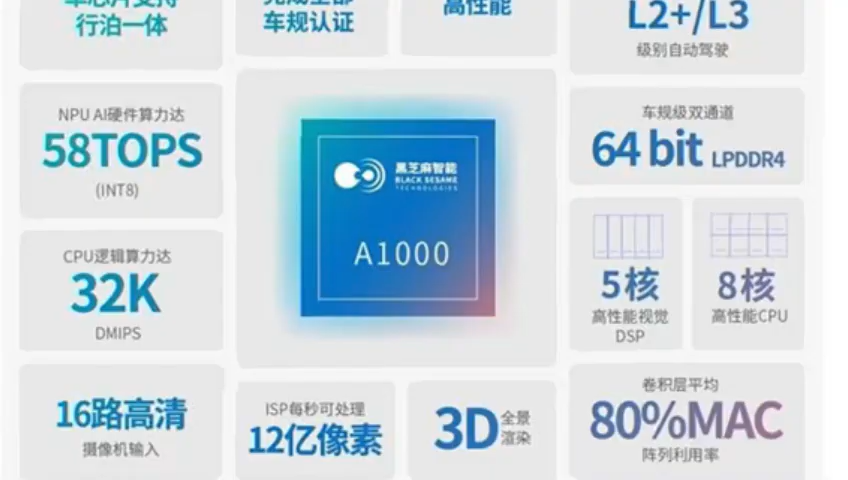 行泊一体
车规认证
高性能
L2+/L3
级别自动驾驶
NPU AI硬件算力达
58TOPS
(INT8)
黑芝麻智能
BLACK SESAME
TECHNOLOGIES
A1000
车规级双通道
64 bit LPDDR4
CPU逻辑算力达
32K
DMIPS
5核
高性能视觉
DSP
8核
高性能CPU
16路高清
摄像机输入
ISP每秒可处理
12亿像素
3D全景
渲染
卷积层平均
80%MAC
阵列利用率